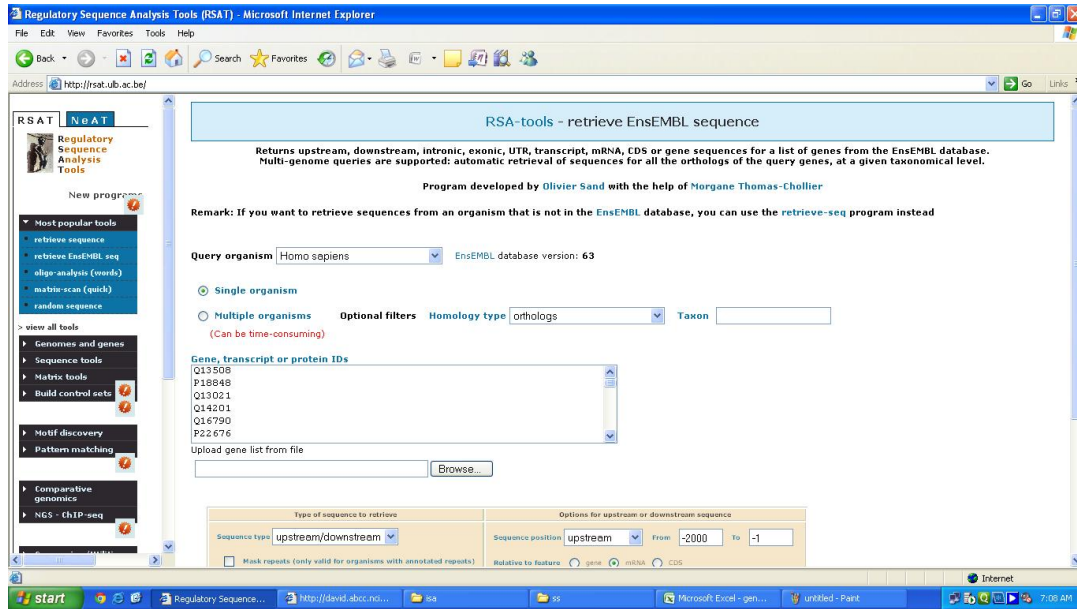 Regulatory Sequence Analysis Tools (RSAT) - Microsoft Internet Explorer
File Edit View Favorites Tools Help
Back Search Favorites
Address http://rsat.ulb.ac.be/ Go Links
RSAT NeAT
Regulatory
Sequence
Analysis
Tools
New programs
Most popular tools
retrieve sequence
retrieve EnsEMBL seq
oligo-analysis (words)
matrix-scan (quick)
random sequence
> view all tools
Genomes and genes
Sequence tools
Matrix tools
Build control sets
Motif discovery
Pattern matching
Comparative
genomics
NGS - ChIP-seq
RSA-tools - retrieve EnsEMBL sequence
Returns upstream, downstream, intronic, exonic, UTR, transcript, mRNA, CDS or gene sequences for a list of genes from the EnsEMBL database.
Multi-genome queries are supported: automatic retrieval of sequences for all the orthologs of the query genes, at a given taxonomical level.
Program developed by Olivier Sand with the help of Morgane Thomas-Chollier
Remark: If you want to retrieve sequences from an organism that is not in the EnsEMBL database, you can use the retrieve-seq program instead
Query organism Homo sapiens EnsEMBL database version: 63
Single organism
Multiple organisms Optional filters Homology type orthologs Taxon
(Can be time-consuming)
Gene, transcript or protein IDs
Q13508
P18848
Q13021
Q14201
Q16790
P22676
Upload gene list from file
Browse...
Type of sequence to retrieve Options for upstream or downstream sequence
Sequence type upstream/downstream Sequence position upstream From -2000 To -1
Mask repeats (only valid for organisms with annotated repeats) Relative to feature gene mRNA CDS
Internet
start Regulatory Sequence... http://david.abcc.nci... isa ss Microsoft Excel - gen... untitled - Paint 7:08 AM